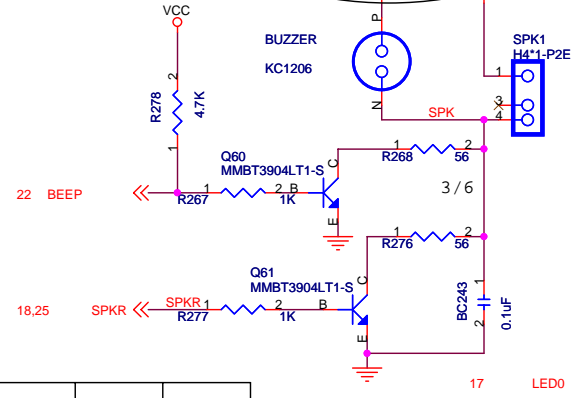 VCC
P
BUZZER
KC1206
SPK1
H4*1-P2E
1
3
4
N
SPK
2
R278
4.7K
1
Q60
MMBT3904LT1-S
C
1
2
R268
56
22 BEEP
1
R267
2
1K
B
E
3/6
1
2
R276
56
Q61
MMBT3904LT1-S
C
18,25
SPKR
SPKR
1
R277
2
1K
B
E
1
BC243
0.1uF
2
17
LED0